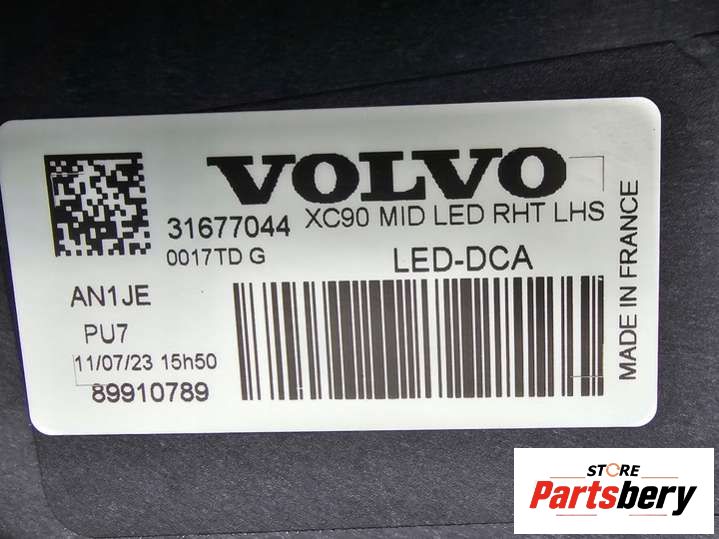 VOLVO
31677044
XC90 MID LED RHT LHS
0017TD G
LED-DCA
AN1JE
PU7
11/07/23 15h50
89910789
MADE IN FRANCE
STORE
Partsbery